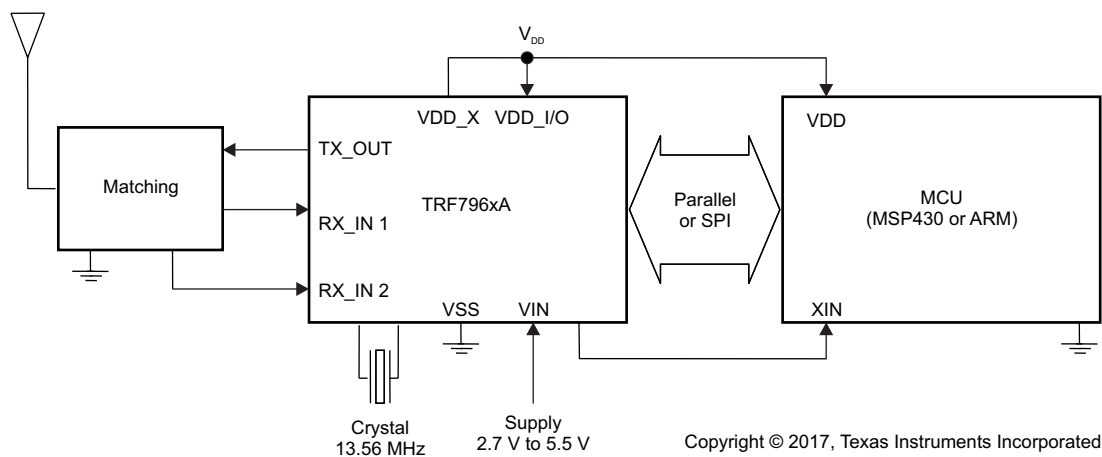 V_DD
VDD_X VDD_I/O
VDD
TX_OUT
Matching
TRF796xA
RX_IN 1
Parallel
or SPI
MCU
(MSP430 or ARM)
RX_IN 2
VSS
VIN
XIN
Crystal
13.56 MHz
Supply
2.7 V to 5.5 V
Copyright © 2017, Texas Instruments Incorporated